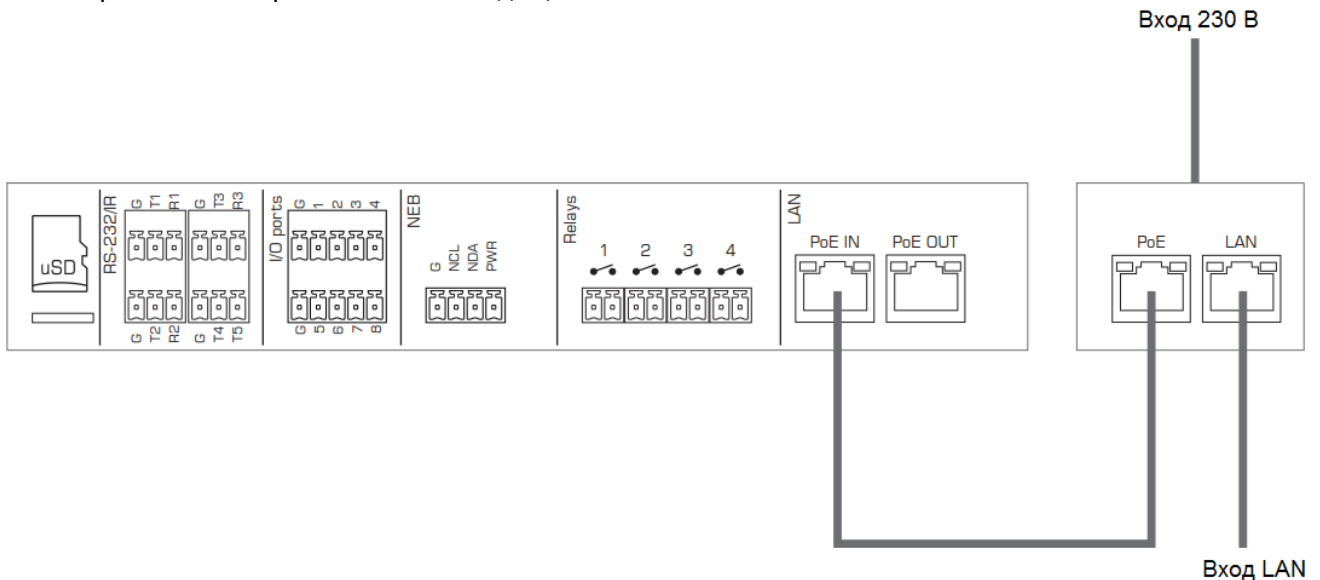 Вход 230 В
uSD
RS-232/IR
G T1 R1 G T3 R3
G T2 R2 G T4 T5
I/O ports
G 1 2 3 4
G 5 6 7 8
NEB
G NCL NDA PWR
Relays
1 2 3 4
LAN
PoE IN PoE OUT
PoE LAN
Вход LAN